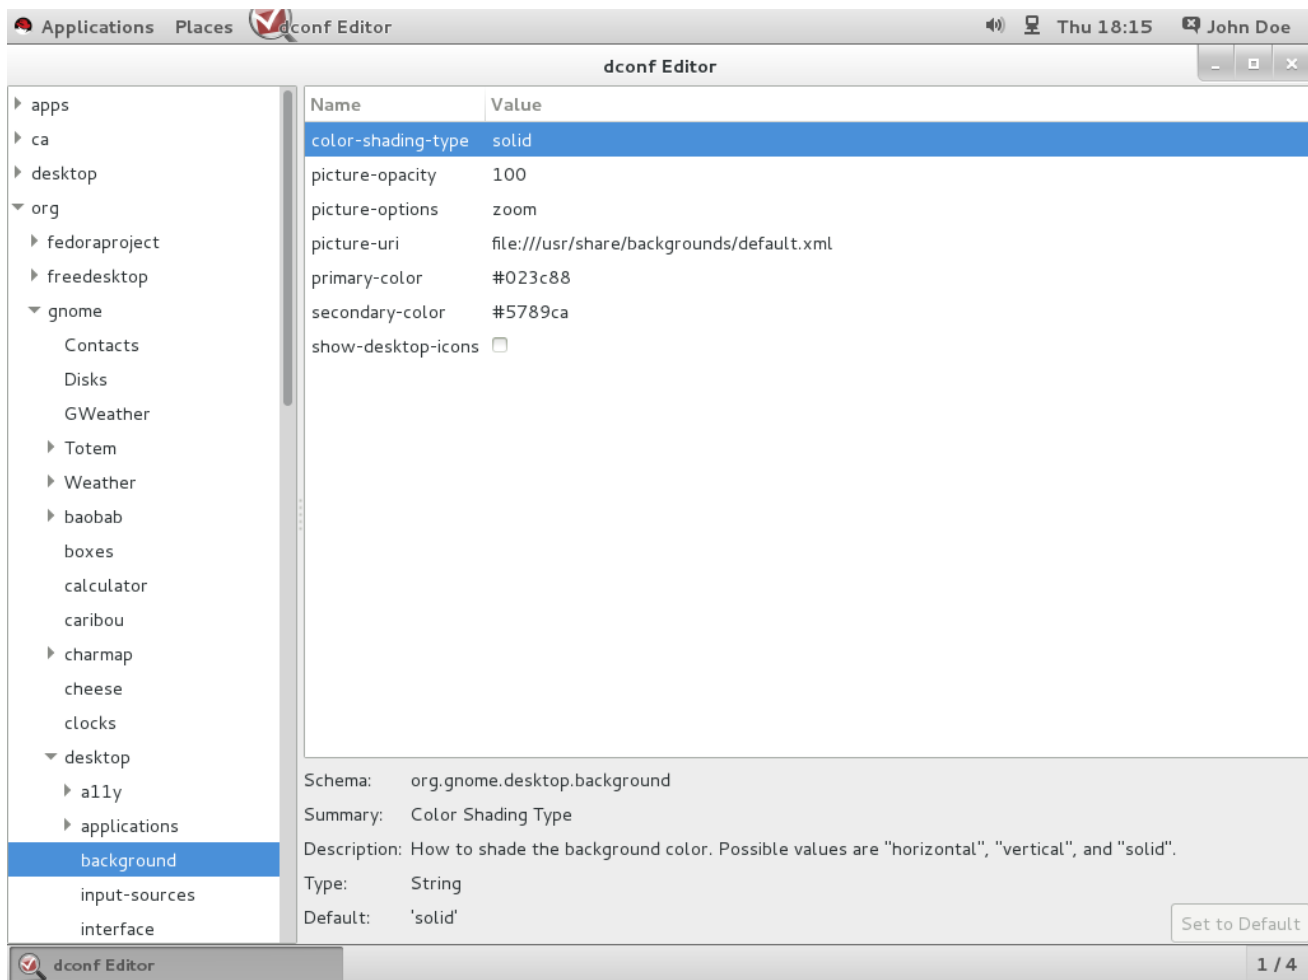 Applications Places dconf Editor Thu 18:15 John Doe
dconf Editor
apps
ca
desktop
org
fedoraproject
freedesktop
gnome
Contacts
Disks
GWeather
Totem
Weather
baobab
boxes
calculator
caribou
charmap
cheese
clocks
desktop
a11y
applications
background
input-sources
interface
Name Value
color-shading-type solid
picture-opacity 100
picture-options zoom
picture-uri file:///usr/share/backgrounds/default.xml
primary-color #023c88
secondary-color #5789ca
show-desktop-icons
Schema: org.gnome.desktop.background
Summary: Color Shading Type
Description: How to shade the background color. Possible values are "horizontal", "vertical", and "solid".
Type: String
Default: 'solid'
Set to Default
dconf Editor 1 / 4